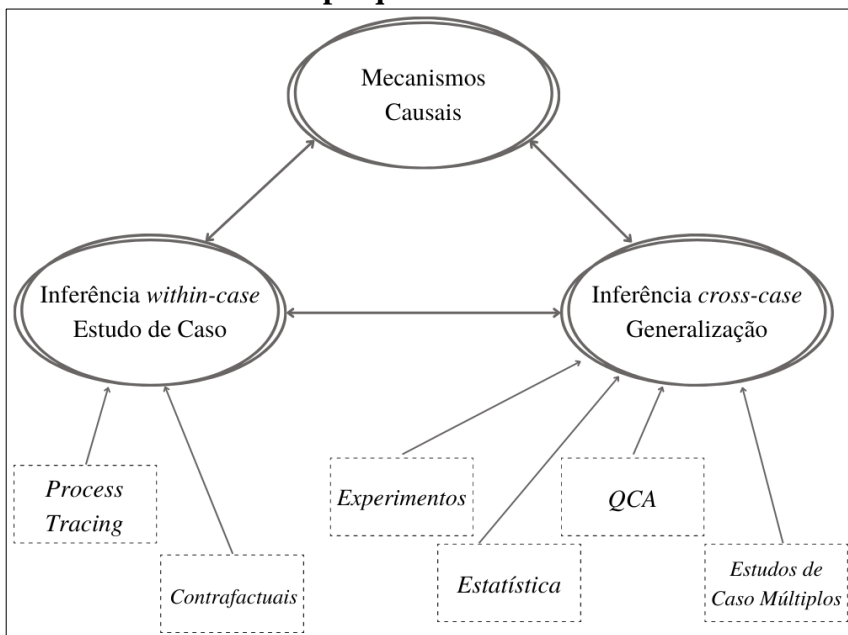 Mecanismos
Causais
Inferência within-case
Estudo de Caso
Inferência cross-case
Generalização
Process
Tracing
Experimentos
QCA
Contrafactuais
Estatística
Estudos de
Caso Múltiplos